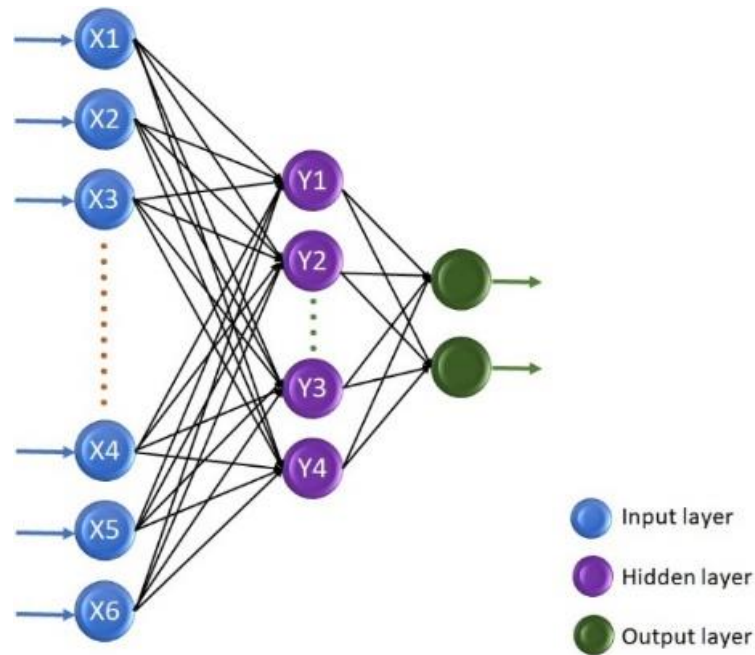 X1
X2
X3
X4
X5
X6
Y1
Y2
Y3
Y4
Input layer
Hidden layer
Output layer